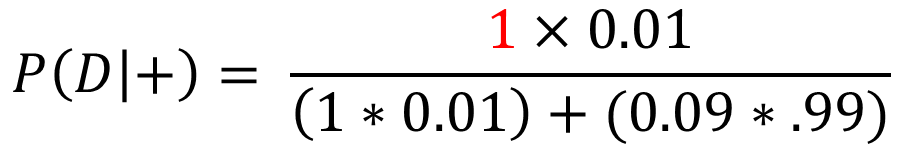 P(D|+) = 1 × 0.01
(1 * 0.01) + (0.09 * .99)